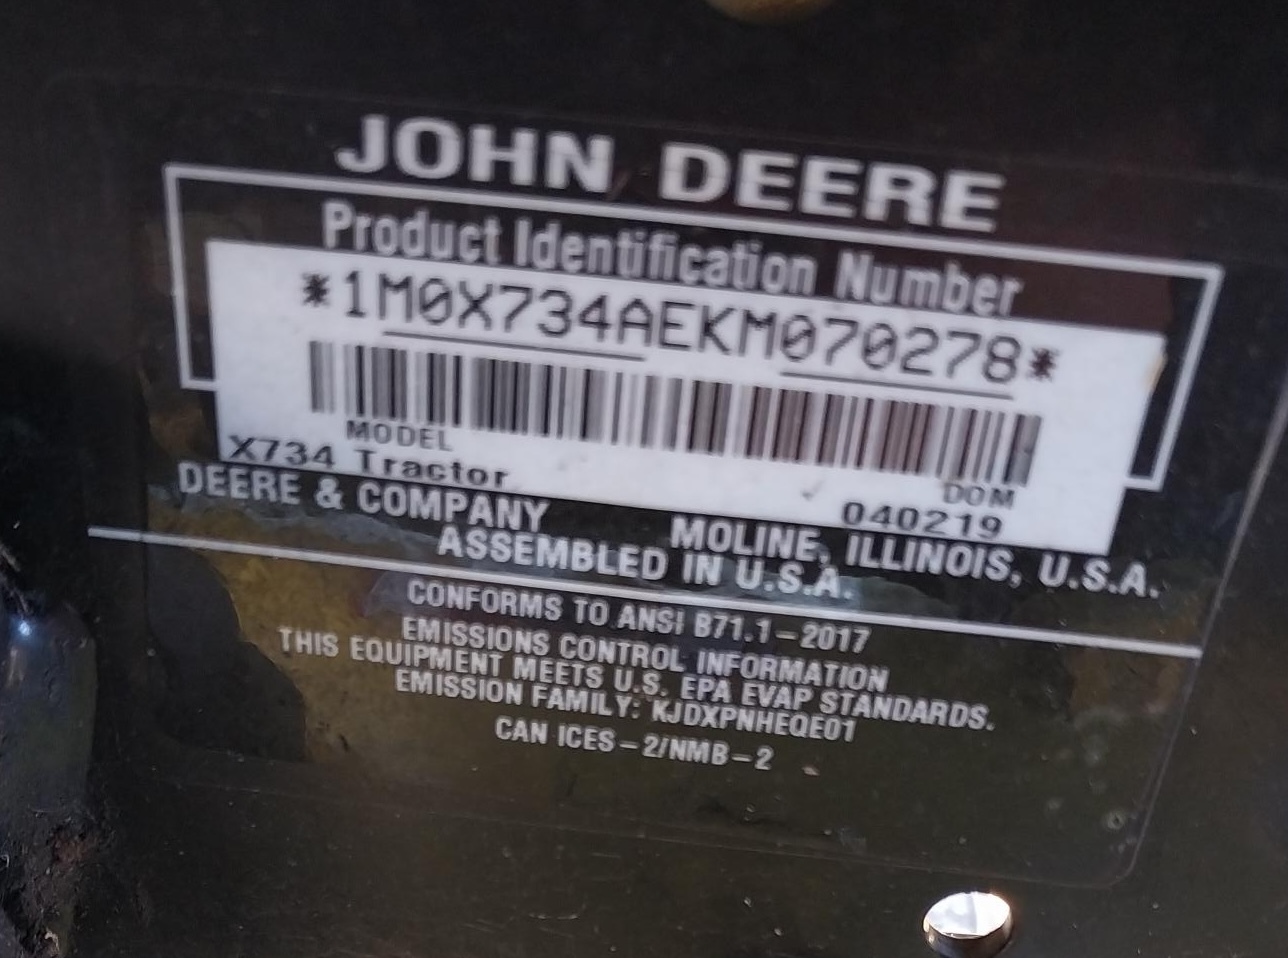 JOHN DEERE
Product Identification Number
*1M0X734AEKM070278*
MODEL
X734 Tractor
DOM
040219
DEERE & COMPANY MOLINE, ILLINOIS, U.S.A.
ASSEMBLED IN U.S.A.
CONFORMS TO ANSI B71.1-2017
EMISSIONS CONTROL INFORMATION
THIS EQUIPMENT MEETS U.S. EPA EVAP STANDARDS.
EMISSION FAMILY: KJDXPNHEQE01
CAN ICES-2/NMB-2